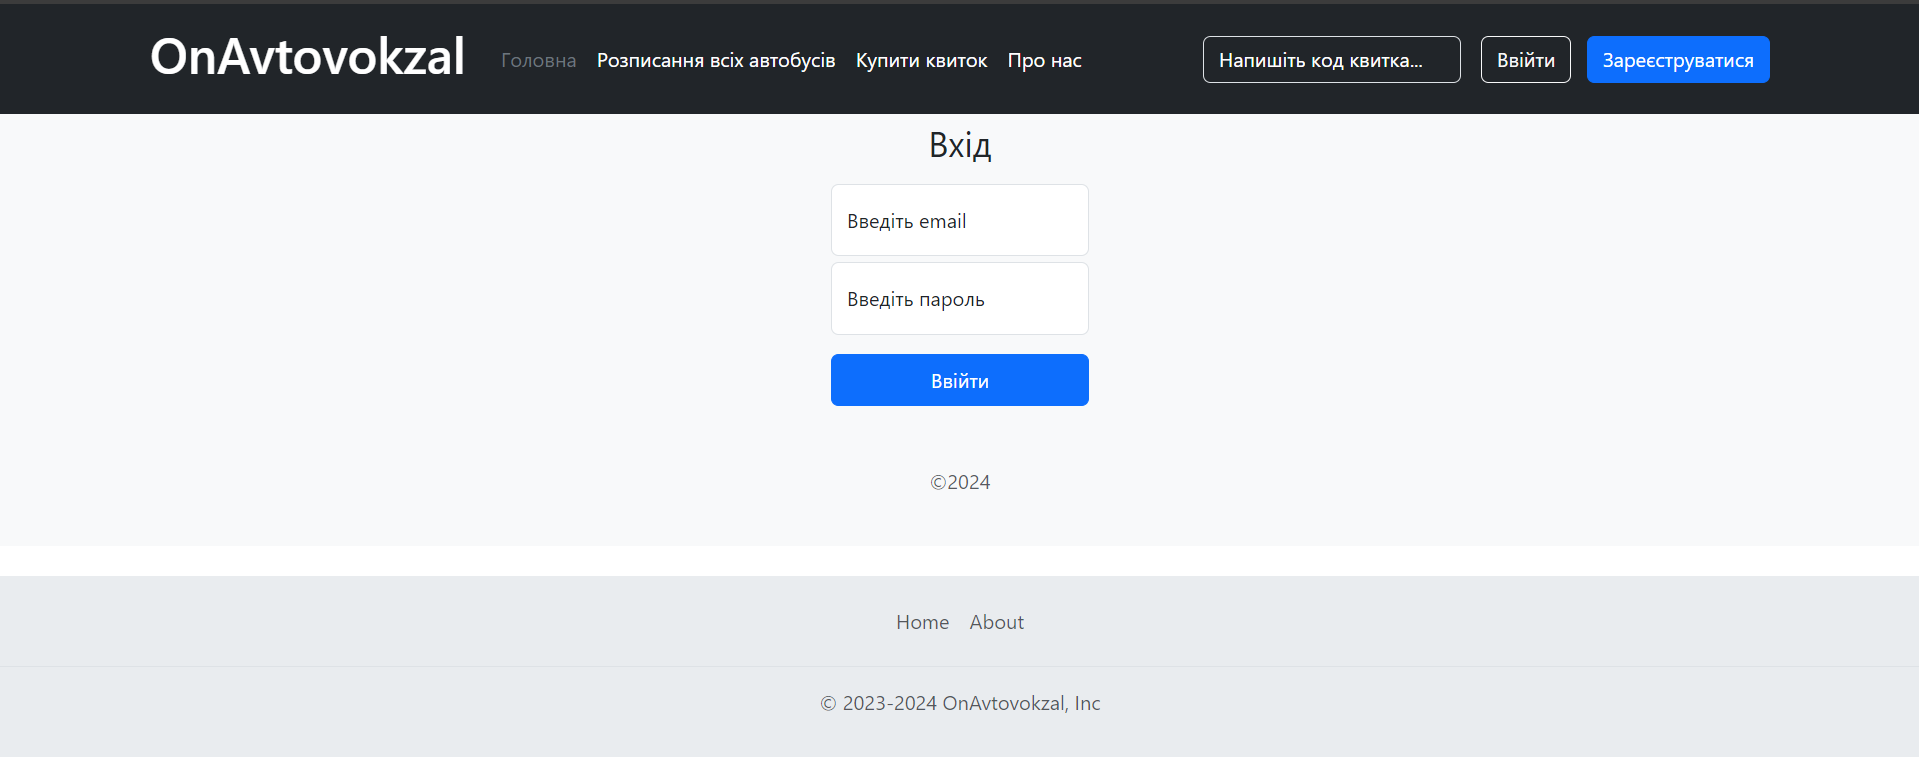 OnAvtovokzal Головна Розписання всіх автобусів Купити квиток Про нас Напишіть код квитка... Ввійти Зареєструватися
Вхід
Введіть email
Введіть пароль
Ввійти
©2024
Home About
© 2023-2024 OnAvtovokzal, Inc